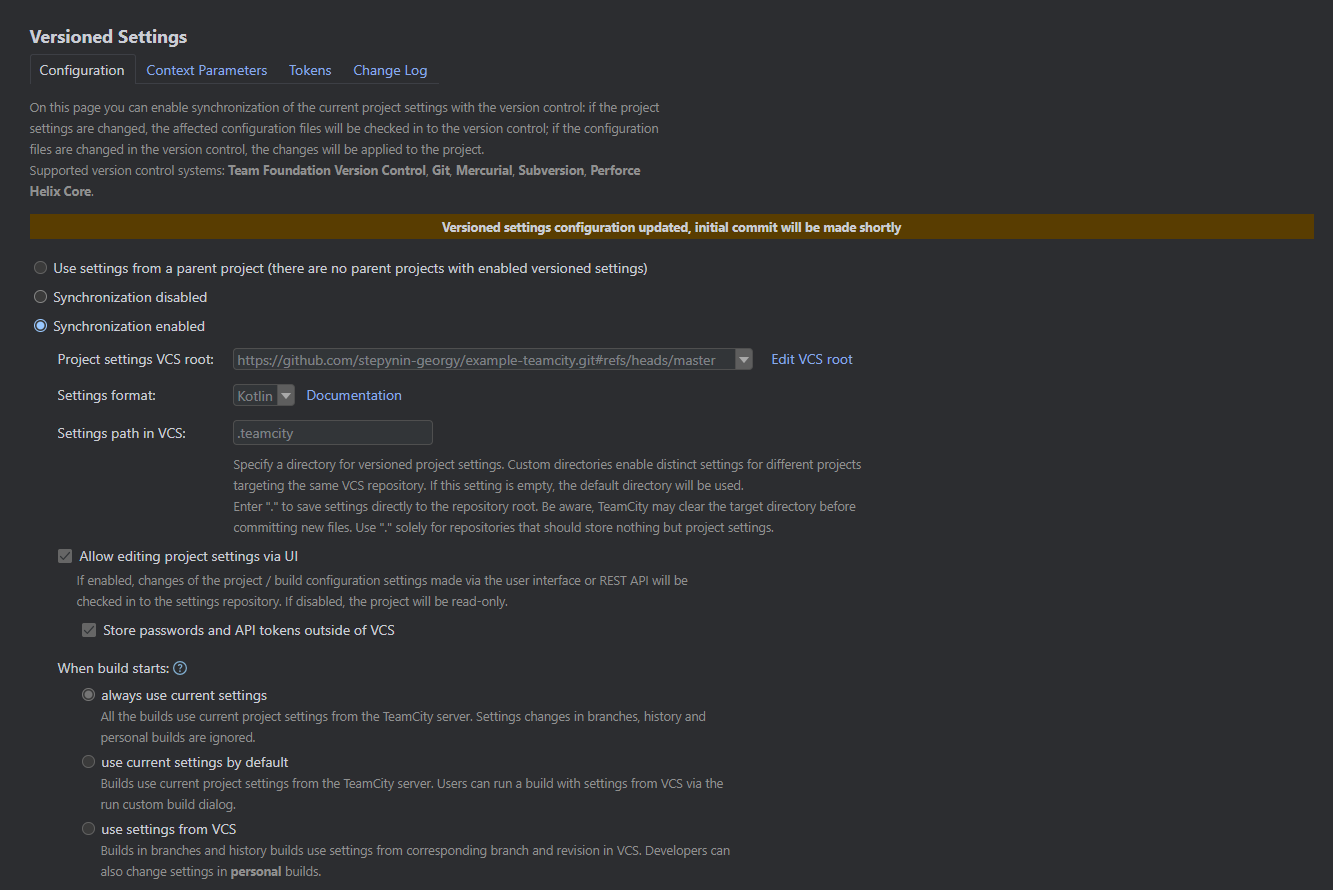 Versioned Settings
Configuration Context Parameters Tokens Change Log
On this page you can enable synchronization of the current project settings with the version control: if the project
settings are changed, the affected configuration files will be checked in to the version control; if the configuration
files are changed in the version control, the changes will be applied to the project.
Supported version control systems: Team Foundation Version Control, Git, Mercurial, Subversion, Perforce
Helix Core.
Versioned settings configuration updated, initial commit will be made shortly
Use settings from a parent project (there are no parent projects with enabled versioned settings)
Synchronization disabled
Synchronization enabled
Project settings VCS root: https://github.com/stepynin-georgy/example-teamcity.git#refs/heads/master Edit VCS root
Settings format: Kotlin Documentation
Settings path in VCS: .teamcity
Specify a directory for versioned project settings. Custom directories enable distinct settings for different projects
targeting the same VCS repository. If this setting is empty, the default directory will be used.
Enter "." to save settings directly to the repository root. Be aware, TeamCity may clear the target directory before
committing new files. Use "." solely for repositories that should store nothing but project settings.
Allow editing project settings via UI
If enabled, changes of the project / build configuration settings made via the user interface or REST API will be
checked in to the settings repository. If disabled, the project will be read-only.
Store passwords and API tokens outside of VCS
When build starts: ?
always use current settings
All the builds use current project settings from the TeamCity server. Settings changes in branches, history and
personal builds are ignored.
use current settings by default
Builds use current project settings from the TeamCity server. Users can run a build with settings from VCS via the
run custom build dialog.
use settings from VCS
Builds in branches and history builds use settings from corresponding branch and revision in VCS. Developers can
also change settings in personal builds.